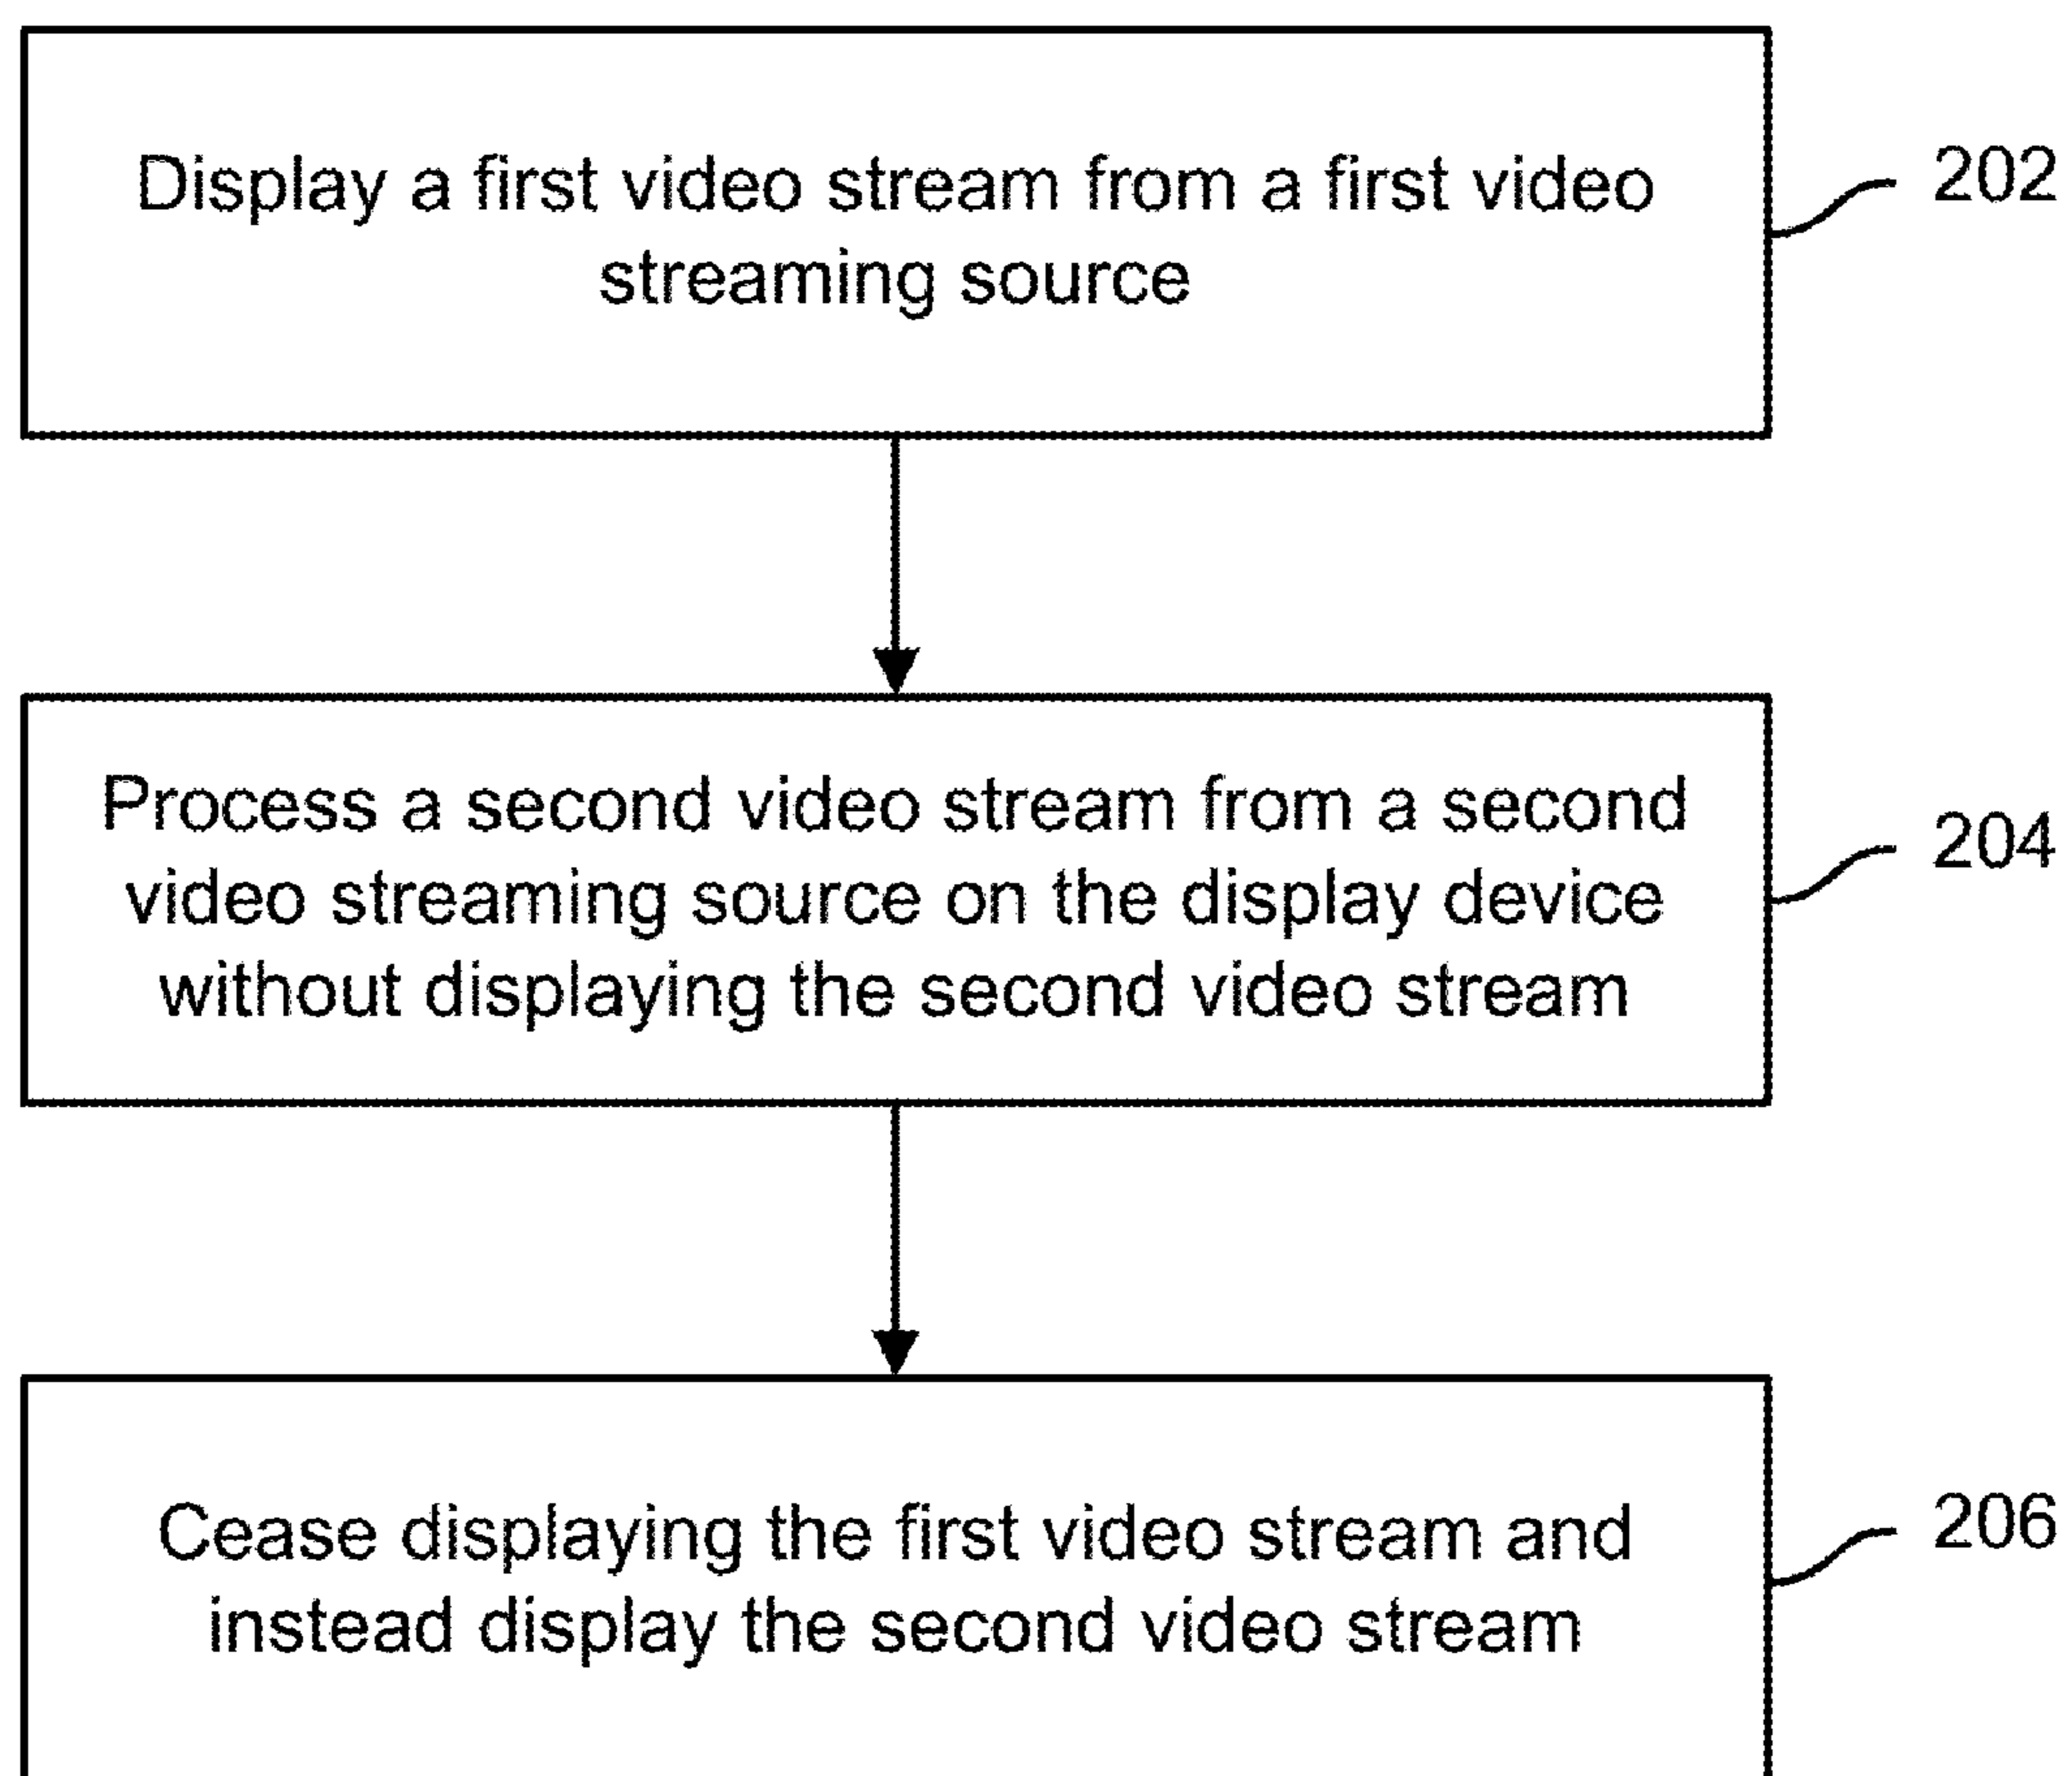 Display a first video stream from a first video
streaming source
202
Process a second video stream from a second
video streaming source on the display device
without displaying the second video stream
204
Cease displaying the first video stream and
instead display the second video stream
206